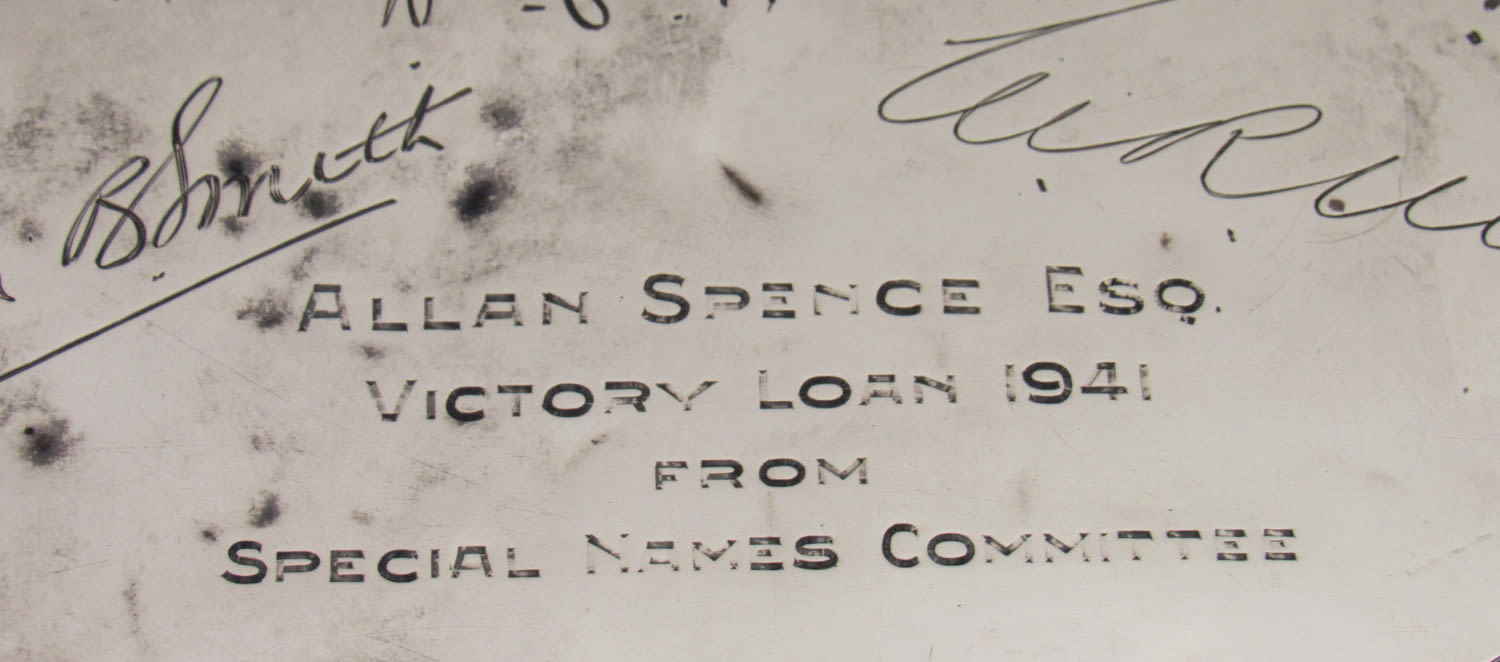 B Smith
ALLAN SPENCE ESQ.
VICTORY LOAN 1941
FROM
SPECIAL NAMES COMMITTEE